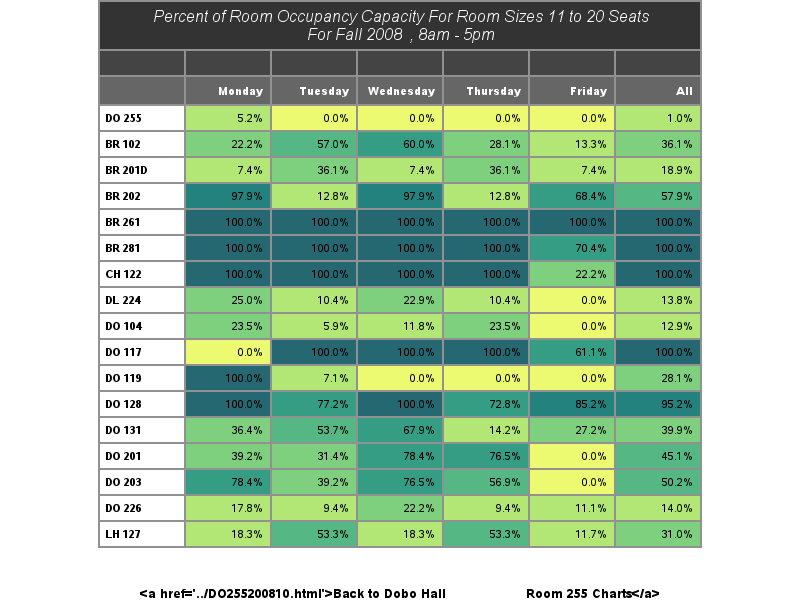 Percent of Room Occupancy Capacity For Room Sizes 11 to 20 Seats
For Fall 2008 , 8am - 5pm
Monday Tuesday Wednesday Thursday Friday All
DO 255 5.2% 0.0% 0.0% 0.0% 0.0% 1.0%
BR 102 22.2% 57.0% 60.0% 28.1% 13.3% 36.1%
BR 201D 7.4% 36.1% 7.4% 36.1% 7.4% 18.9%
BR 202 97.9% 12.8% 97.9% 12.8% 68.4% 57.9%
BR 261 100.0% 100.0% 100.0% 100.0% 100.0% 100.0%
BR 281 100.0% 100.0% 100.0% 100.0% 70.4% 100.0%
CH 122 100.0% 100.0% 100.0% 100.0% 22.2% 100.0%
DL 224 25.0% 10.4% 22.9% 10.4% 0.0% 13.8%
DO 104 23.5% 5.9% 11.8% 23.5% 0.0% 12.9%
DO 117 0.0% 100.0% 100.0% 100.0% 61.1% 100.0%
DO 119 100.0% 7.1% 0.0% 0.0% 0.0% 28.1%
DO 128 100.0% 77.2% 100.0% 72.8% 85.2% 95.2%
DO 131 36.4% 53.7% 67.9% 14.2% 27.2% 39.9%
DO 201 39.2% 31.4% 78.4% 76.5% 0.0% 45.1%
DO 203 78.4% 39.2% 76.5% 56.9% 0.0% 50.2%
DO 226 17.8% 9.4% 22.2% 9.4% 11.1% 14.0%
LH 127 18.3% 53.3% 18.3% 53.3% 11.7% 31.0%
<a href='../DO255200810.html'>Back to Dobo Hall Room 255 Charts</a>